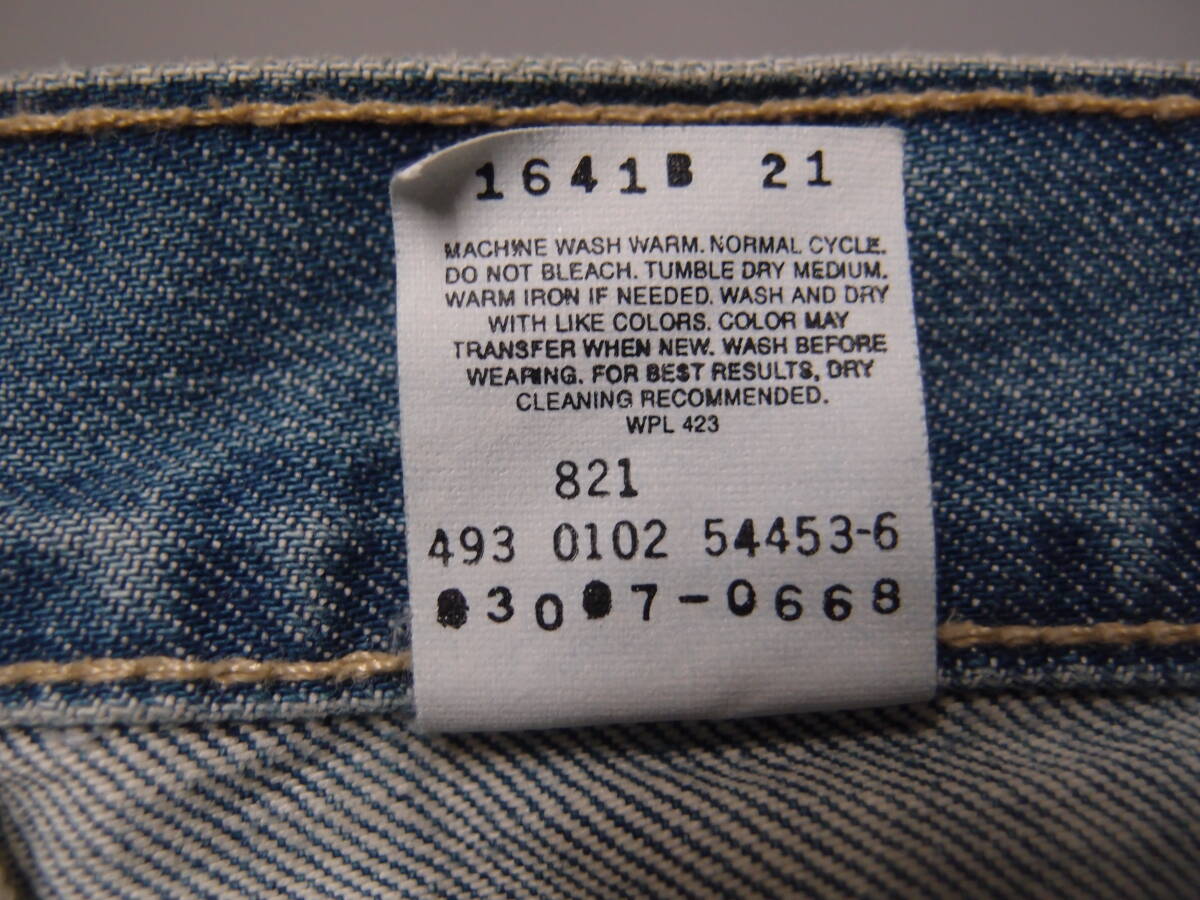 1641B 21
MACHINE WASH WARM. NORMAL CYCLE.
DO NOT BLEACH. TUMBLE DRY MEDIUM.
WARM IRON IF NEEDED. WASH AND DRY
WITH LIKE COLORS. COLOR MAY
TRANSFER WHEN NEW. WASH BEFORE
WEARING. FOR BEST RESULTS, DRY
CLEANING RECOMMENDED.
WPL 423
821
493 0102 54453-6